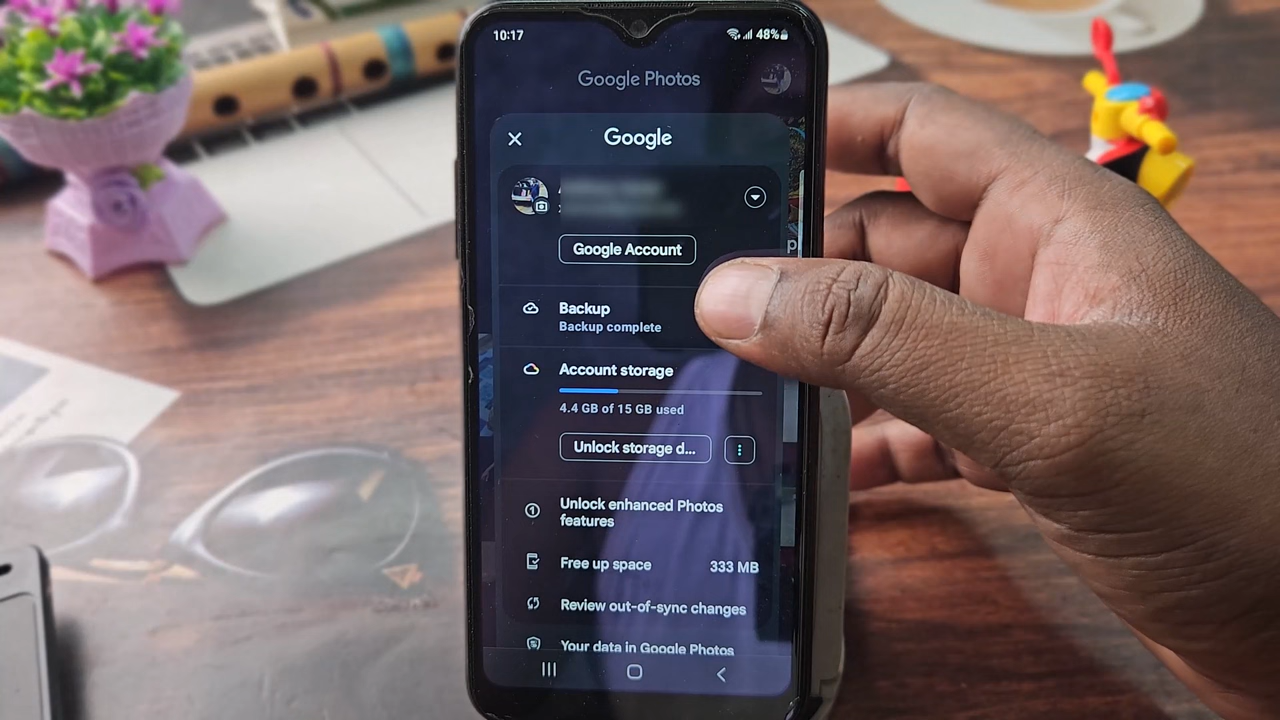 10:17
48%
Google Photos
Google
Google Account
Backup
Backup complete
Account storage
4.4 GB of 15 GB used
Unlock storage d...
Unlock enhanced Photos
features
Free up space 333 MB
Review out-of-sync changes
Your data in Google Photos